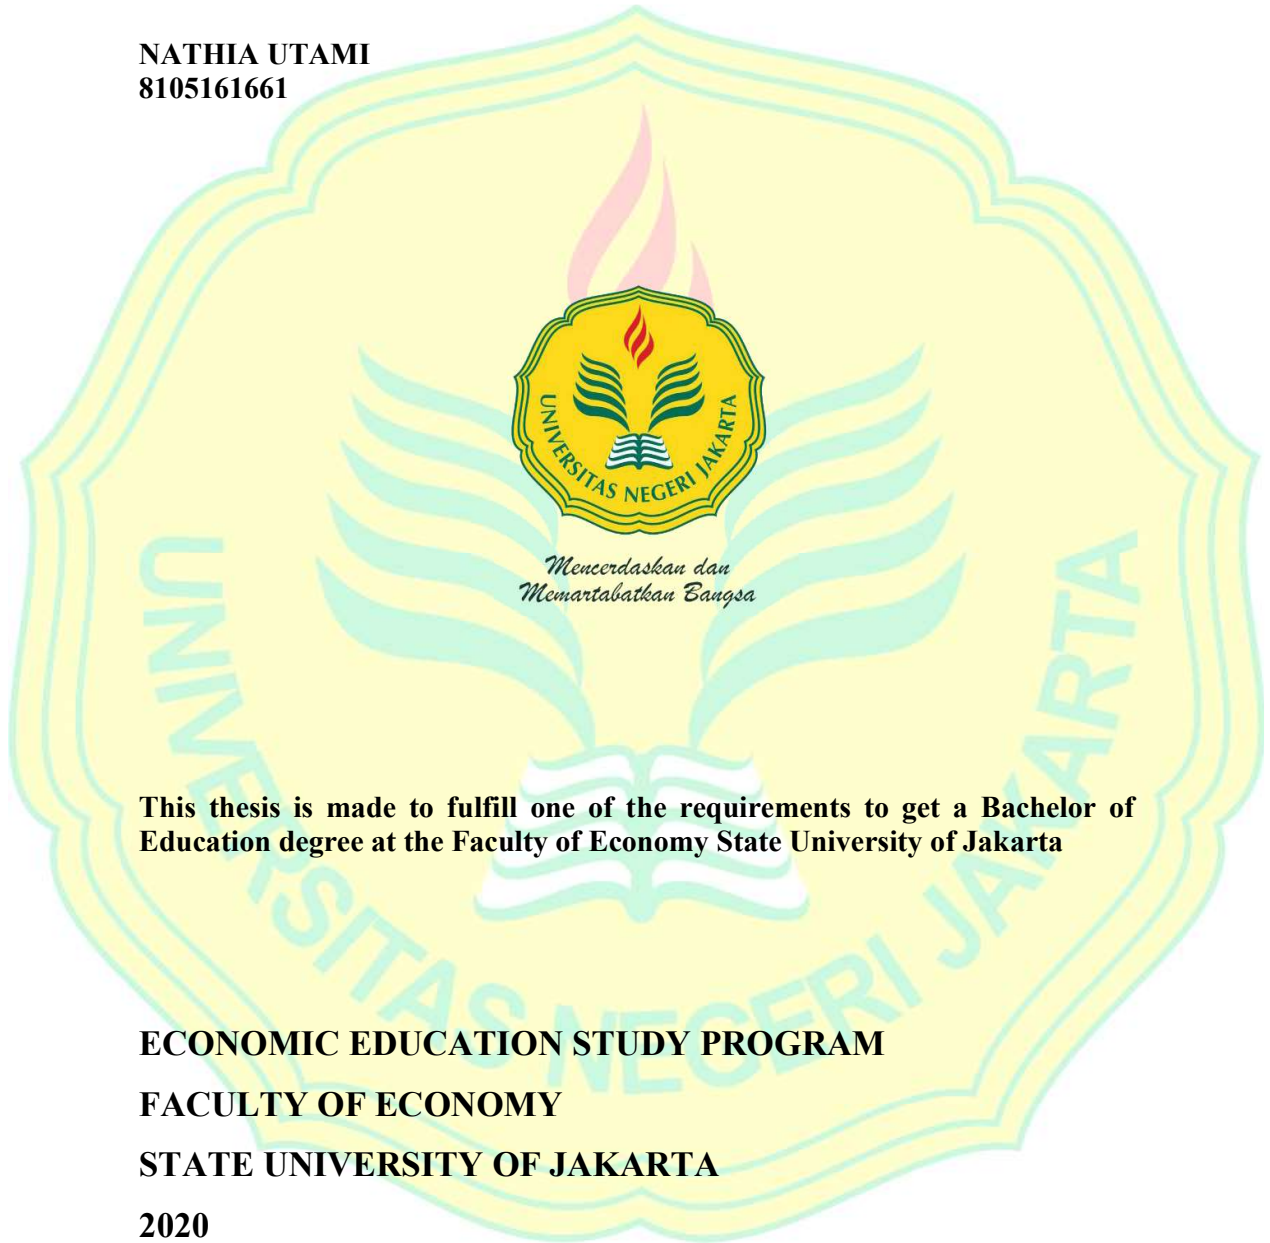 NATHIA UTAMI
8105161661
UNIVERSITAS NEGERI JAKARTA
Mencerdaskan dan
Memartabatkan Bangsa
This thesis is made to fulfill one of the requirements to get a Bachelor of
Education degree at the Faculty of Economy State University of Jakarta
UNIVERSITAS NEGERI JAKARTA
ECONOMIC EDUCATION STUDY PROGRAM
FACULTY OF ECONOMY
STATE UNIVERSITY OF JAKARTA
2020